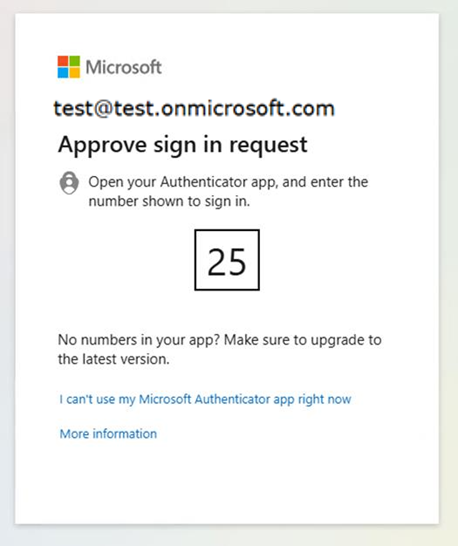 Microsoft
test@test.onmicrosoft.com
Approve sign in request
Open your Authenticator app, and enter the
number shown to sign in.
25
No numbers in your app? Make sure to upgrade to
the latest version.
I can't use my Microsoft Authenticator app right now
More information